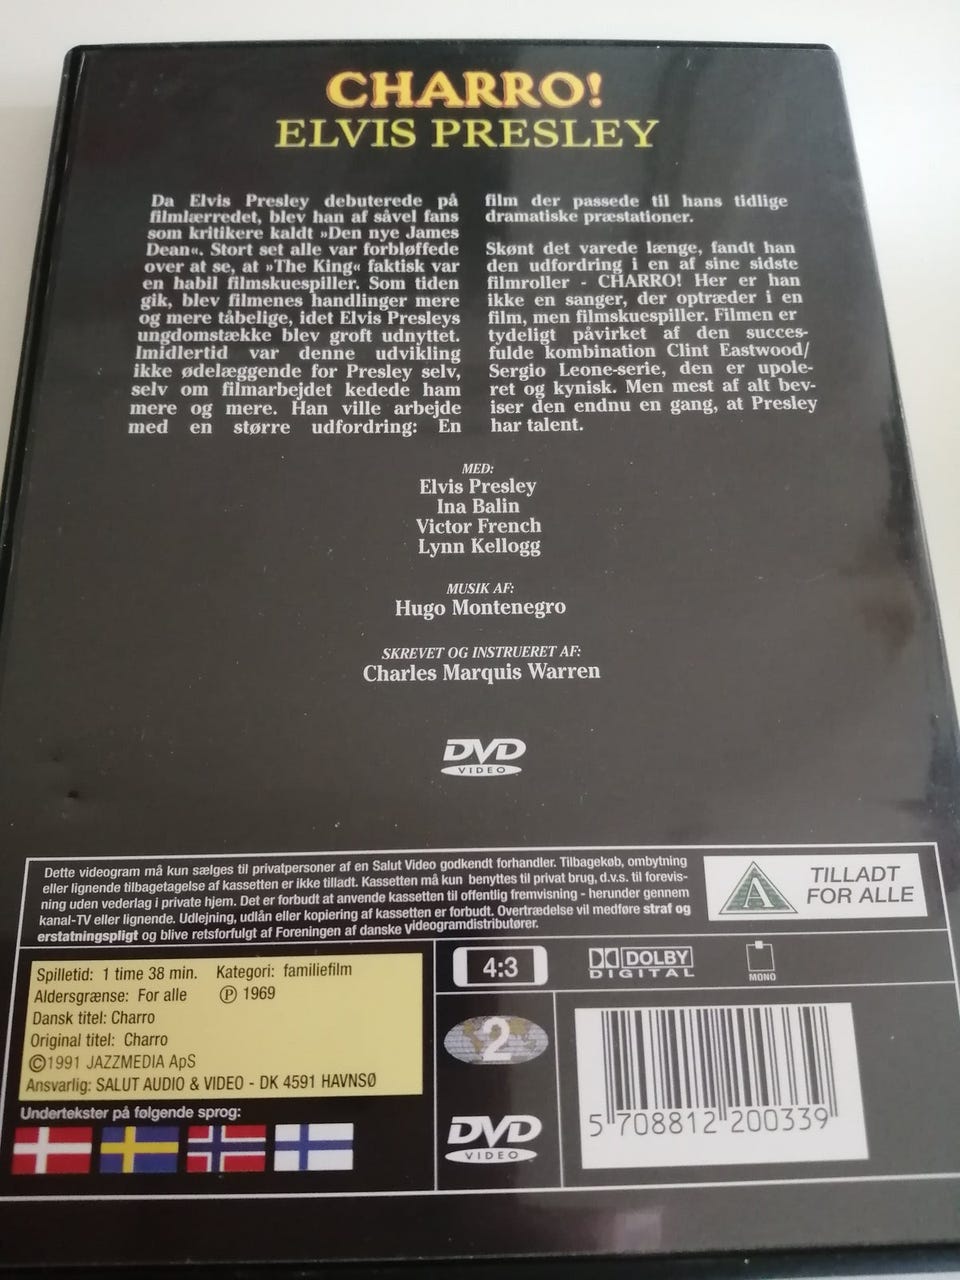 CHARRO!
ELVIS PRESLEY
Da Elvis Presley debuterede på
filmlærredet, blev han af såvel fans
som kritikere kaldt »Den nye James
Dean«. Stort set alle var forbløffede
over at se, at »The King« faktisk var
en habil filmskuespiller. Som tiden
gik, blev filmenes handlinger mere
og mere tåbelige, idet Elvis Presleys
ungdomstække blev groft udnyttet.
Imidlertid var denne udvikling
ikke ødelæggende for Presley selv,
selv om filmarbejdet kedede ham
mere og mere. Han ville arbejde
med en større udfordring: En
film der passede til hans tidlige
dramatiske præstationer.
Skønt det varede længe, fandt han
den udfordring i en af sine sidste
filmroller - CHARRO! Her er han
ikke en sanger, der optræder i en
film, men filmskuespiller. Filmen er
tydeligt påvirket af den succes-
fulde kombination Clint Eastwood/
Sergio Leone-serie, den er upole-
ret og kynisk. Men mest af alt bev-
iser den endnu en gang, at Presley
har talent.
MED:
Elvis Presley
Ina Balin
Victor French
Lynn Kellogg
MUSIK AF:
Hugo Montenegro
SKREVET OG INSTRUERET AF:
Charles Marquis Warren
DVD
VIDEO
Dette videogram må kun sælges til privatpersoner af en Salut Video godkendt forhandler. Tilbagekøb, ombytning
eller lignende tilbagetagelse af kassetten er ikke tilladt. Kassetten må kun benyttes til privat brug, d.v.s. til forevis-
ning uden vederlag i private hjem. Det er forbudt at anvende kassetten til offentlig fremvisning - herunder gennem
kanal-TV eller lignende. Udlejning, udlån eller kopiering af kassetten er forbudt. Overtrædelse vil medføre straf og
erstatningspligt og blive retsforfulgt af Foreningen af danske Videogramdistributører.
A
TILLADT
FOR ALLE
Spilletid: 1 time 38 min. Kategori: familiefilm
Aldersgrænse: For alle Ⓟ 1969
Dansk titel: Charro
Original titel: Charro
©1991 JAZZMEDIA ApS
Ansvarlig: SALUT AUDIO & VIDEO - DK 4591 HAVNSØ
Undertekster på følgende sprog:
4:3
DOLBY
DIGITAL
MONO
2
DVD
VIDEO
5 708812 200339